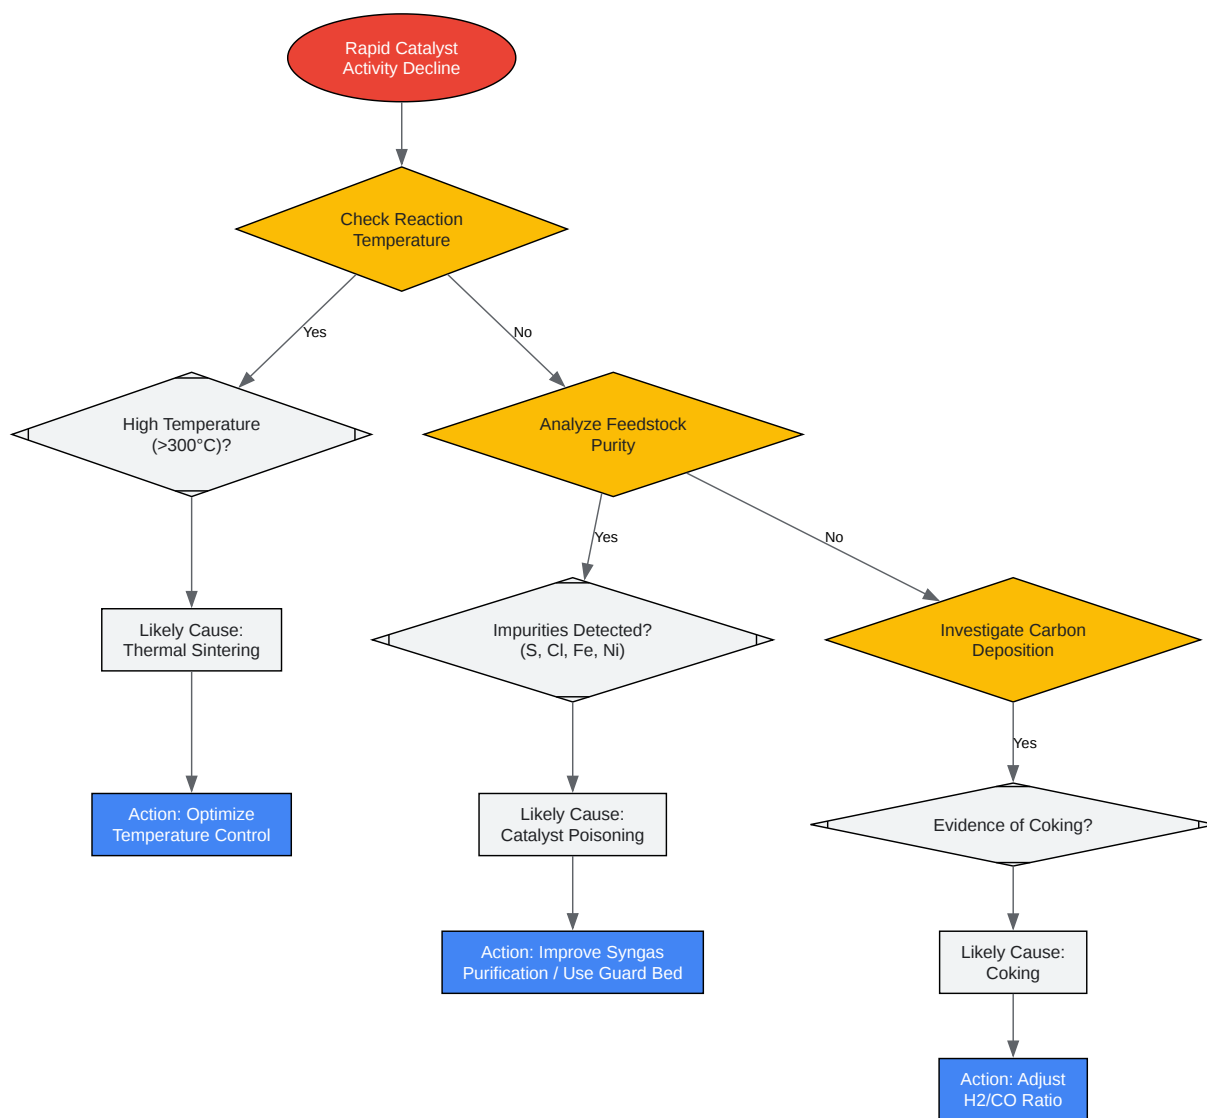 Rapid Catalyst
Activity Decline
Check Reaction
Temperature
Yes
No
High Temperature
(>300°C)?
Analyze Feedstock
Purity
Yes
No
Likely Cause:
Thermal Sintering
Impurities Detected?
(S, Cl, Fe, Ni)
Investigate Carbon
Deposition
Yes
Action: Optimize
Temperature Control
Likely Cause:
Catalyst Poisoning
Evidence of Coking?
Action: Improve Syngas
Purification / Use Guard Bed
Likely Cause:
Coking
Action: Adjust
H2/CO Ratio